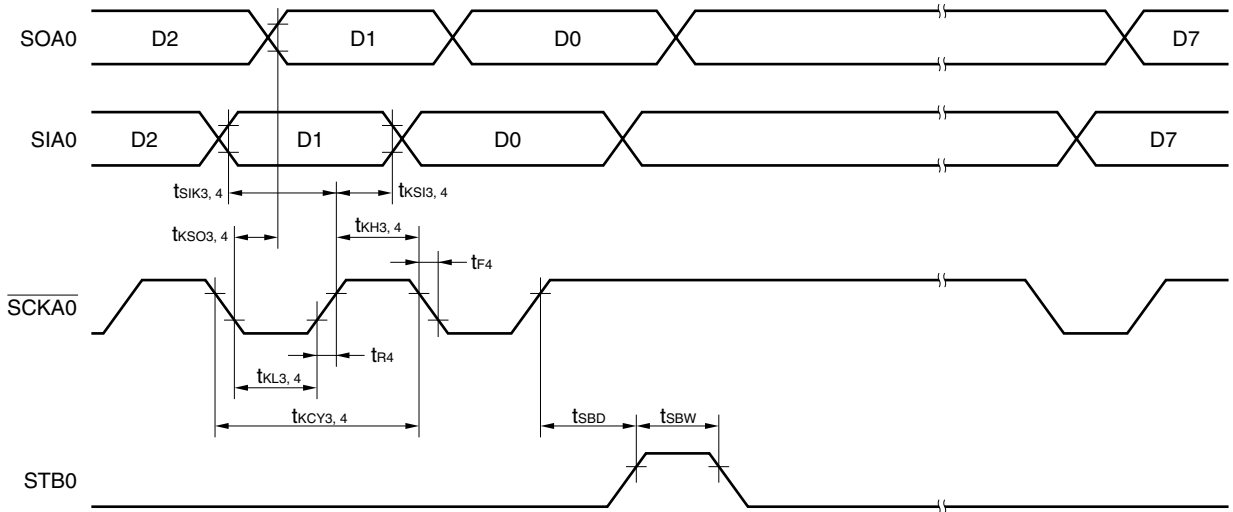 SOA0 D2 D1 D0 D7
SIA0 D2 D1 D0 D7
tSIK3, 4 tKSI3, 4
tKSO3, 4 tKH3, 4
tF4
SCKA0
tR4
tKL3, 4
tKCY3, 4 tSBD tSBW
STB0